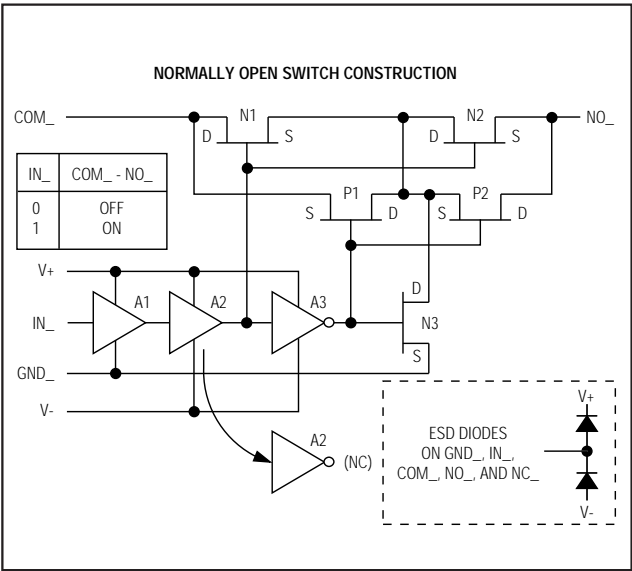 NORMALLY OPEN SWITCH CONSTRUCTION
COM_
N1
N2
NO_
D
S
D
S
IN_
COM_ - NO_
0
OFF
1
ON
P1
P2
S
D
S
D
V+
A1
A2
A3
D
IN_
N3
GND_
S
V-
A2
(NC)
V+
ESD DIODES
ON GND_, IN_,
COM_, NO_, AND NC_
V-